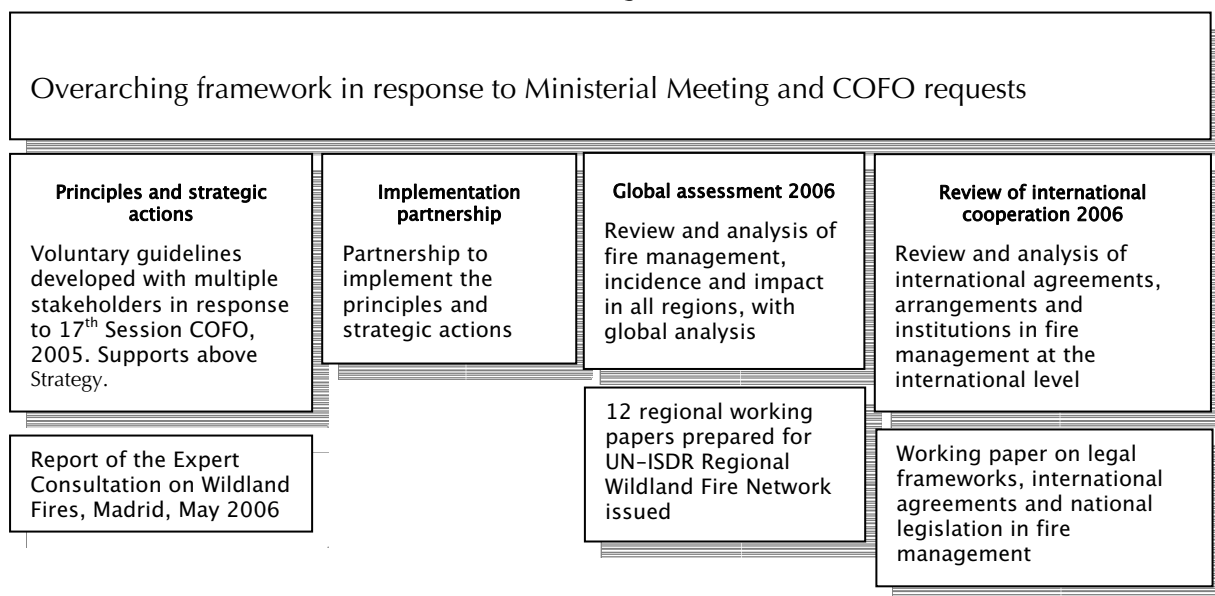 Overarching framework in response to Ministerial Meeting and COFO requests
Principles and strategic
actions
Voluntary guidelines
developed with multiple
stakeholders in response
to 17th Session COFO,
2005. Supports above
Strategy.
Report of the Expert
Consultation on Wildland
Fires, Madrid, May 2006
Implementation
partnership
Partnership to
implement the
principles and
strategic actions
Global assessment 2006
Review and analysis of
fire management,
incidence and impact
in all regions, with
global analysis
12 regional working
papers prepared for
UN-ISDR Regional
Wildland Fire Network
issued
Review of international
cooperation 2006
Review and analysis of
international agreements,
arrangements and
institutions in fire
management at the
international level
Working paper on legal
frameworks, international
agreements and national
legislation in fire
management